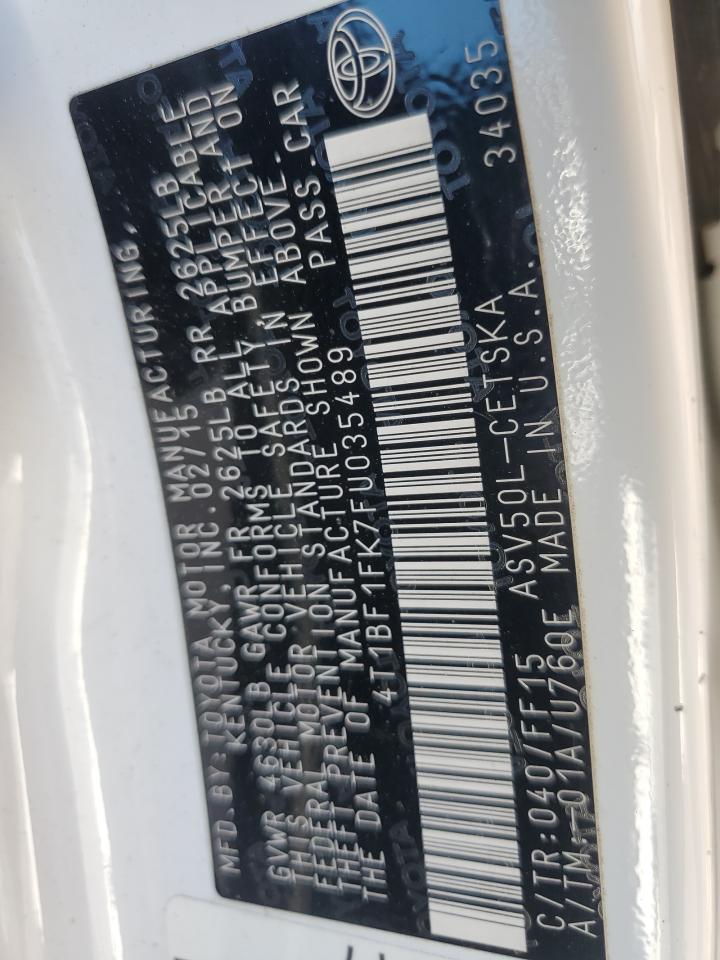 MFD.BY:TOYOTA MOTOR MANUFACTURING,
KENTUCKY INC. 02/15
GWWR 4630LB GAWR FR 2625LB RR 2625LB
THIS VEHICLE CONFORMS TO ALL APPLICABLE
FEDERAL MOTOR VEHICLE SAFETY, BUMPER AND
THEFT PREVENTION STANDARDS IN EFFECT ON
THE DATE OF MANUFACTURE SHOWN ABOVE.
4T1BF1FK7FU035489 PASS.CAR
C/TR:040/FF15 ASV50L-CETSKA
A/TM:-01A/U760E MADE IN U.S.A. 34035